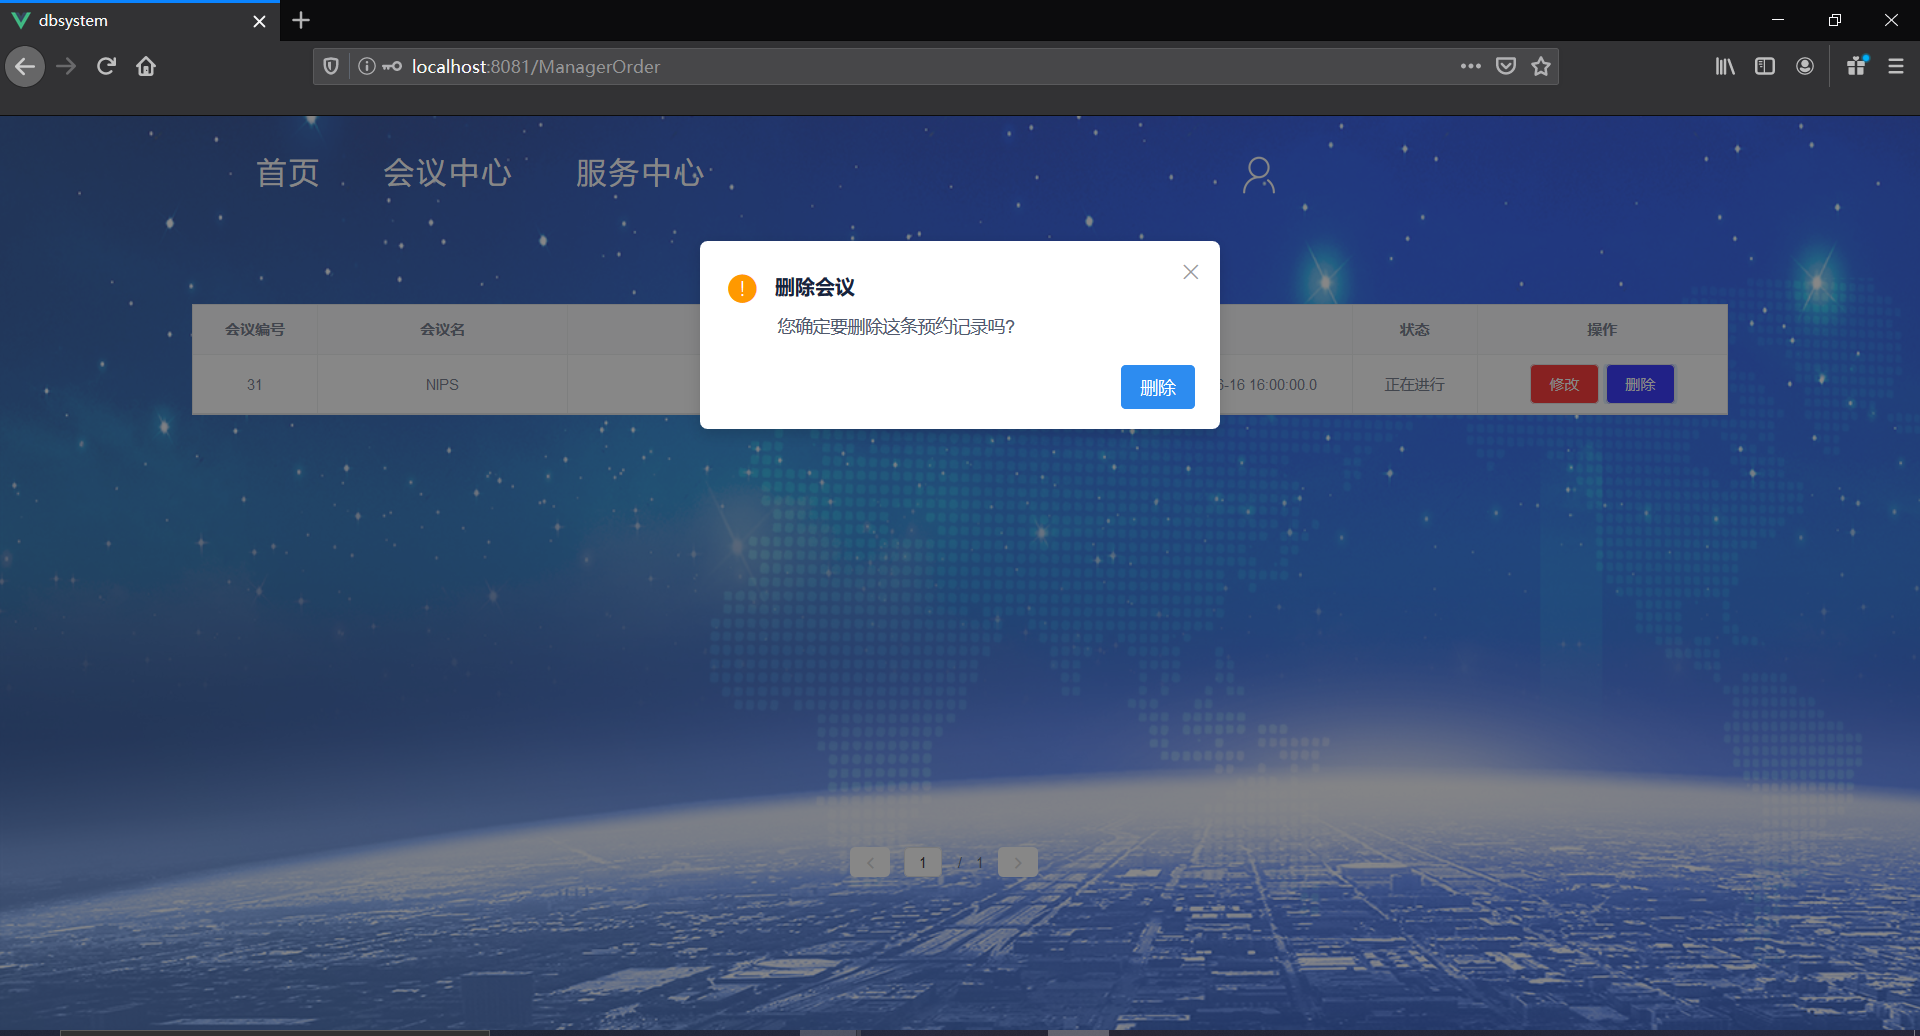 dbsystem
localhost:8081/ManagerOrder
首页 会议中心 服务中心
删除会议
您确定要删除这条预约记录吗?
删除
会议编号 会议名 状态 操作
31 NIPS 6-16 16:00:00.0 正在进行 修改 删除
1 / 1